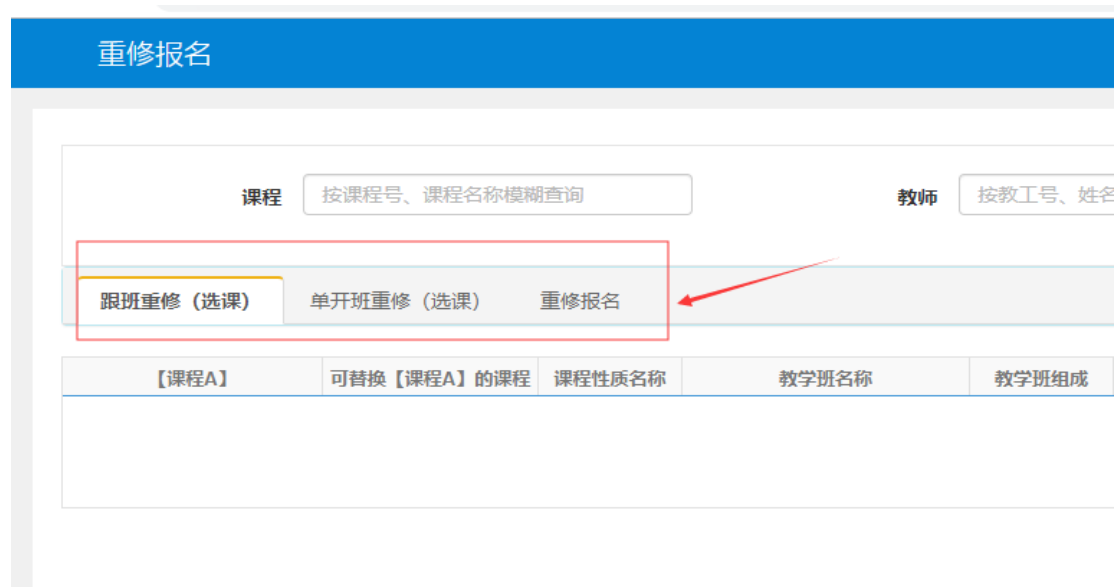 重修报名
课程 按课程号、课程名称模糊查询 教师 按教工号、姓名
跟班重修（选课） 单开班重修（选课） 重修报名
【课程A】 可替换【课程A】的课程 课程性质名称 教学班名称 教学班组成